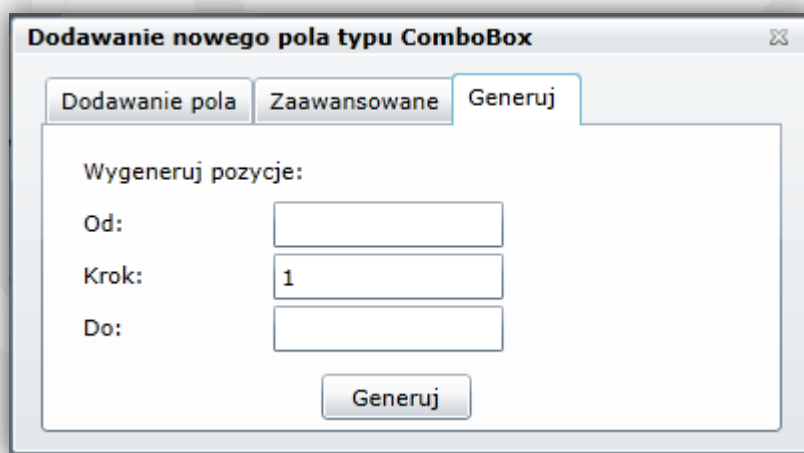 Dodawanie nowego pola typu ComboBox
Dodawanie pola Zaawansowane Generuj
Wygeneruj pozycje:
Od:
Krok: 1
Do:
Generuj